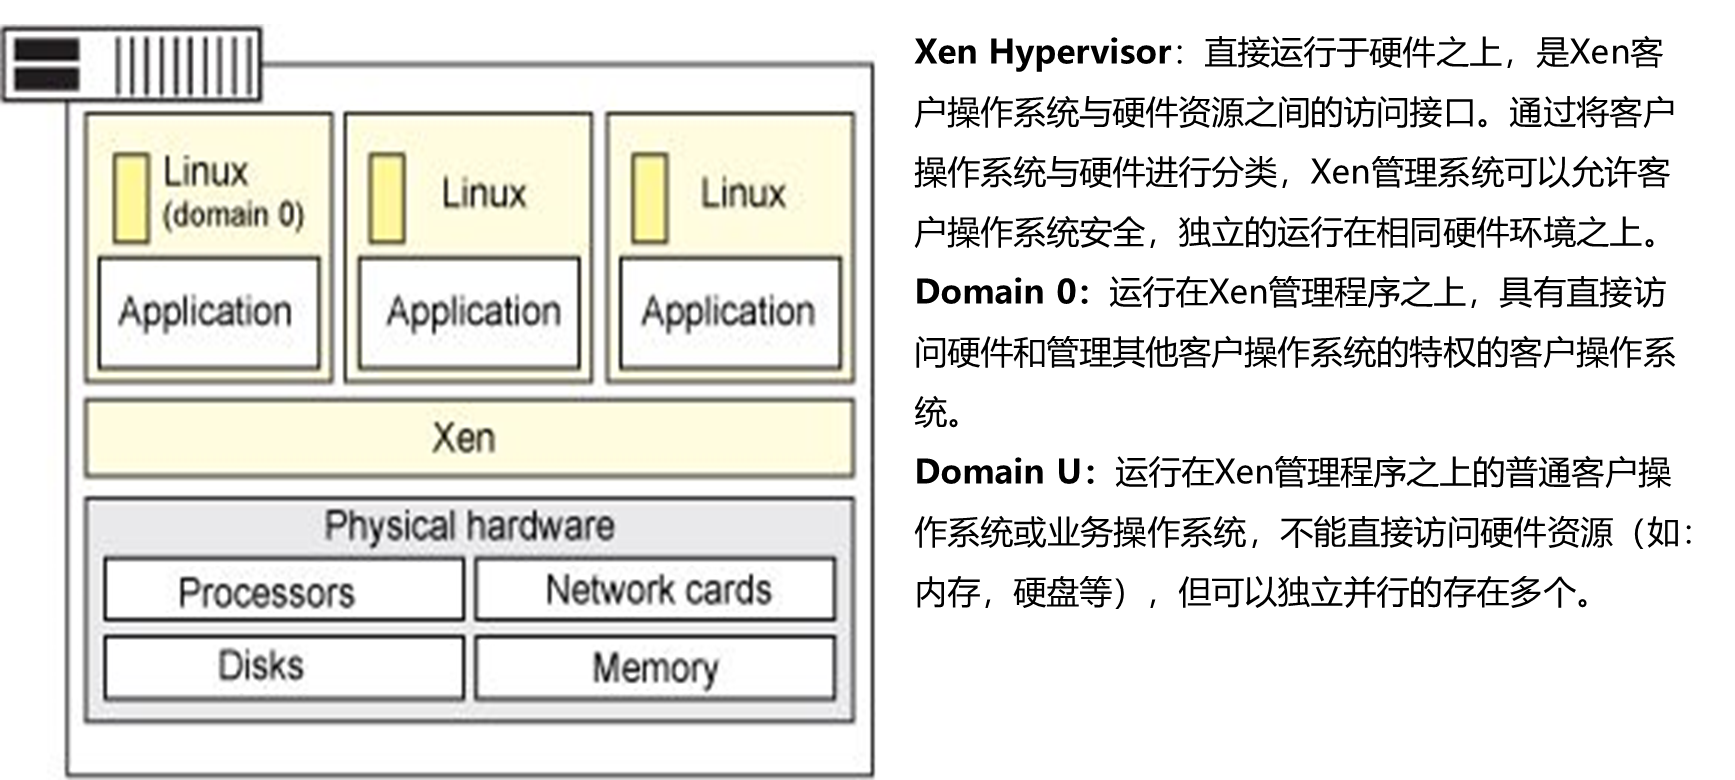 Linux
(domain 0)
Linux
Linux
Application
Application
Application
Xen
Physical hardware
Processors
Network cards
Disks
Memory
Xen Hypervisor：直接运行于硬件之上，是Xen客
户操作系统与硬件资源之间的访问接口。通过将客户
操作系统与硬件进行分类，Xen管理系统可以允许客
户操作系统安全，独立的运行在相同硬件环境之上。
Domain 0：运行在Xen管理程序之上，具有直接访
问硬件和管理其他客户操作系统的特权的客户操作系
统。
Domain U：运行在Xen管理程序之上的普通客户操
作系统或业务操作系统，不能直接访问硬件资源（如：
内存，硬盘等），但可以独立并行的存在多个。